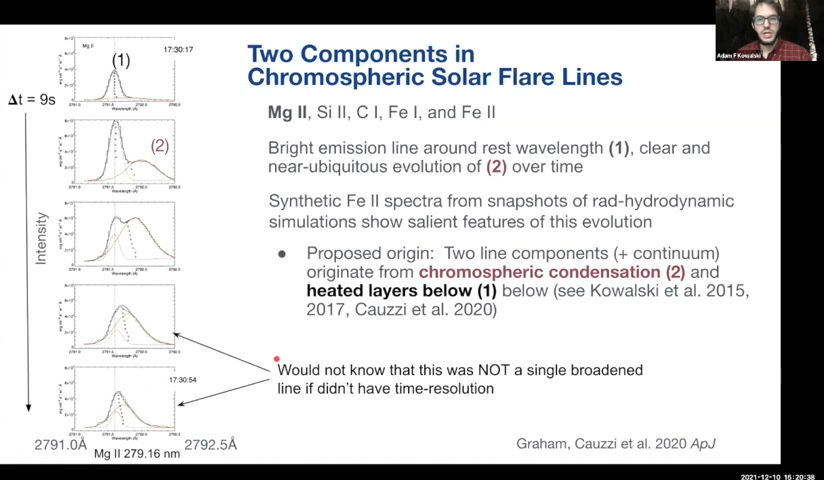 Mg II
17:30:17
(1)
Two Components in
Chromospheric Solar Flare Lines
Adam F Kowalski
Δt = 9s
Mg II, Si II, C I, Fe I, and Fe II
(2)
Bright emission line around rest wavelength (1), clear and
near-ubiquitous evolution of (2) over time
Synthetic Fe II spectra from snapshots of rad-hydrodynamic
simulations show salient features of this evolution
Intensity
● Proposed origin: Two line components (+ continuum)
originate from chromospheric condensation (2) and
heated layers below (1) below (see Kowalski et al. 2015,
2017, Cauzzi et al. 2020)
Would not know that this was NOT a single broadened
line if didn't have time-resolution
17:30:54
2791.0Å
2792.5Å
Mg II 279.16 nm
Graham, Cauzzi et al. 2020 ApJ
2021-12-10 15:20:38